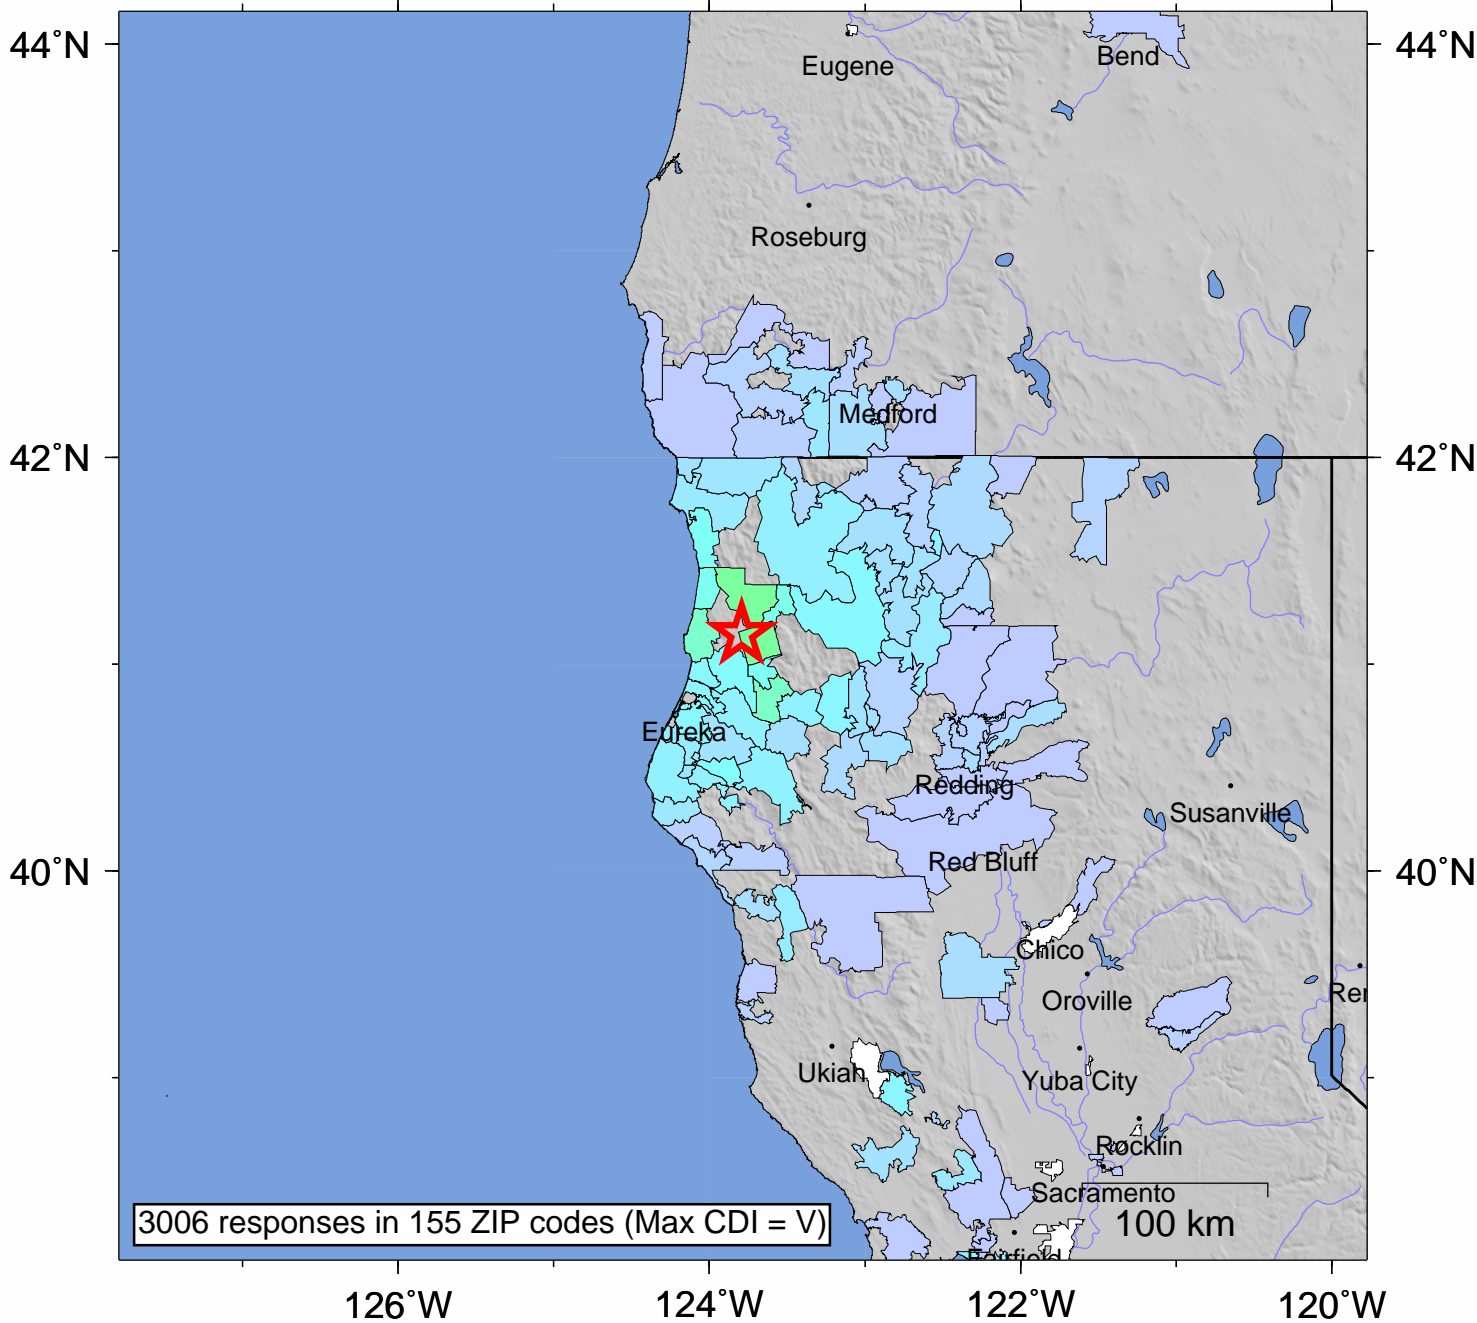 44°N
44°N
Eugene
Bend
Roseburg
Medford
42°N
42°N
Eureka
Redding
Susanville
Red Bluff
40°N
40°N
Chico
Oroville
Ukiah
Yuba City
Rocklin
Sacramento
100 km
3006 responses in 155 ZIP codes (Max CDI = V)
Fairfield
126°W
124°W
122°W
120°W